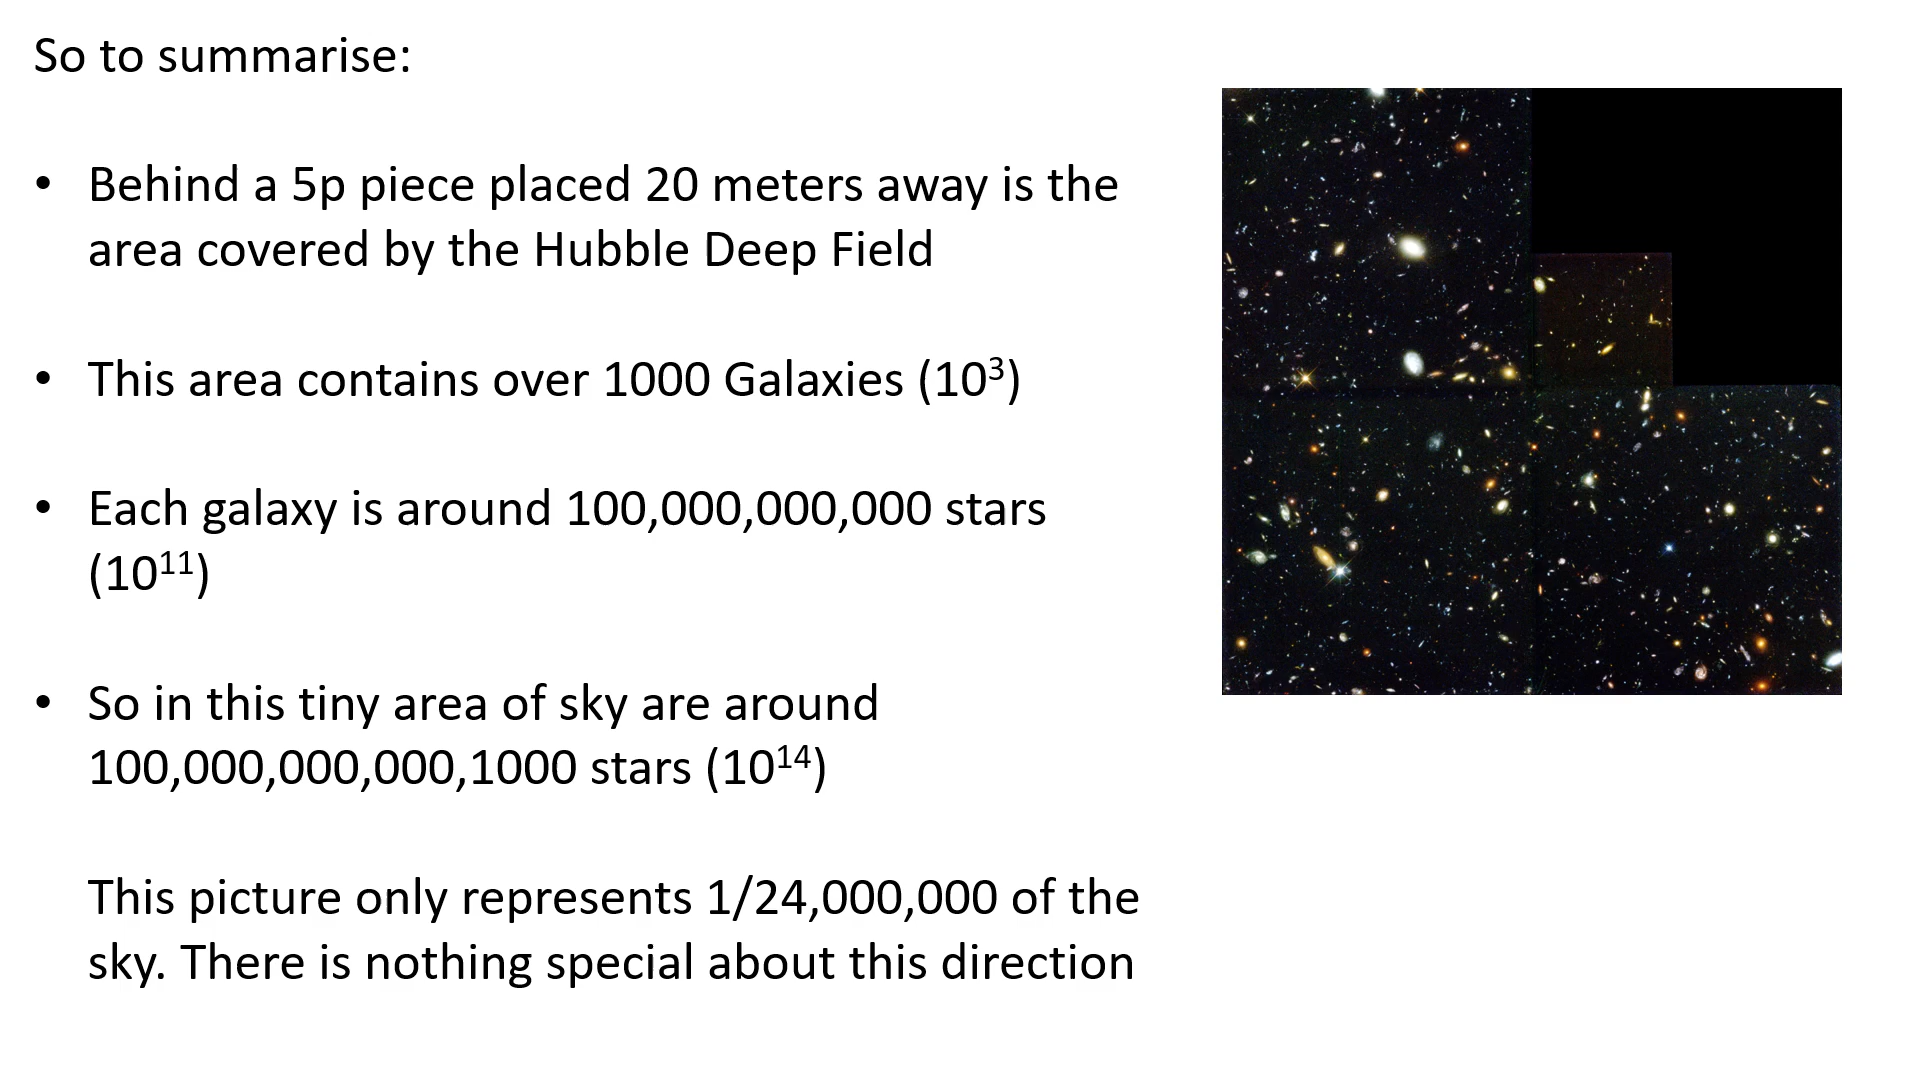 So to summarise:
• Behind a 5p piece placed 20 meters away is the
area covered by the Hubble Deep Field
• This area contains over 1000 Galaxies (10³)
• Each galaxy is around 100,000,000,000 stars
(10¹¹)
• So in this tiny area of sky are around
100,000,000,000,1000 stars (10¹⁴)
This picture only represents 1/24,000,000 of the
sky. There is nothing special about this direction